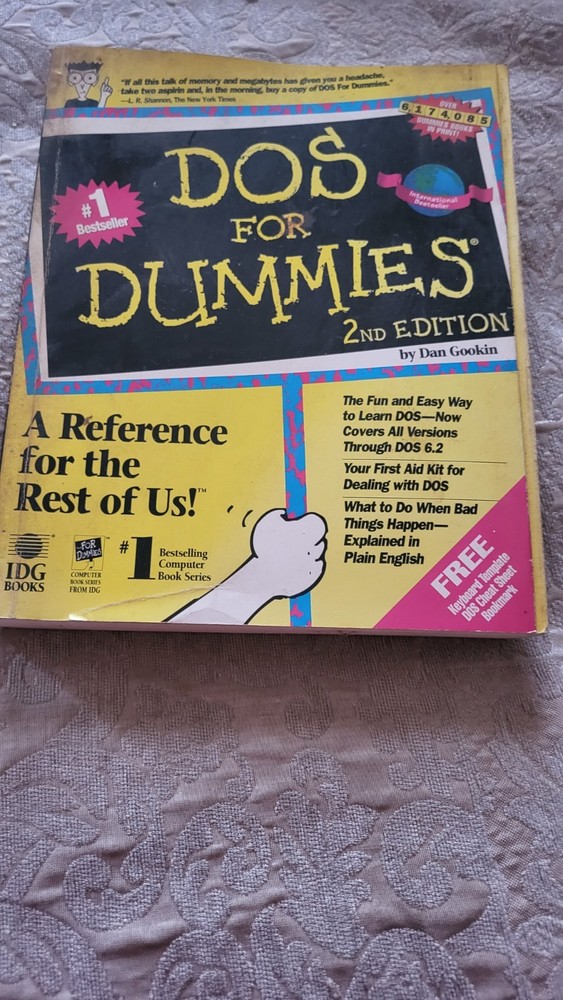 "If all this talk of memory and megabytes has given you a headache,
take two aspirin and, in the morning, buy a copy of DOS For Dummies."
—L. R. Shannon, The New York Times
OVER
6,174,085
DUMMIES BOOKS
IN PRINT!
#1
Bestseller
International
Bestseller
DOS
FOR
DUMMIES®
2ND EDITION
by Dan Gookin
A Reference
for the
Rest of Us!™
The Fun and Easy Way
to Learn DOS—Now
Covers All Versions
Through DOS 6.2
Your First Aid Kit for
Dealing with DOS
What to Do When Bad
Things Happen—
Explained in
Plain English
IDG
BOOKS
FOR
DUMMIES
COMPUTER
BOOK SERIES
FROM IDG
#1
Bestselling
Computer
Book Series
FREE
Keyboard Template
DOS Cheat Sheet
Bookmark